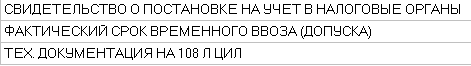 СВИДЕТЕЛЬСТВО О ПОСТАНОВКЕ НА УЧЕТ В НАЛОГОВЫЕ ОРГАНЫ
ФАКТИЧЕСКИЙ СРОК ВРЕМЕННОГО ВВОЗА (ДОПУСКА)
ТЕХ. ДОКУМЕНТАЦИЯ НА 108 Л ЦИЛ